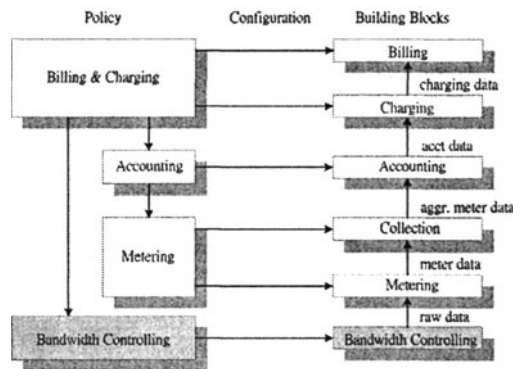 Policy Configuration Building Blocks
Billing & Charging
Billing
charging data
Charging
acct data
Accounting
Accounting
aggr. meter data
Metering
Collection
meter data
Metering
raw data
Bandwidth Controlling
Bandwidth Controlling